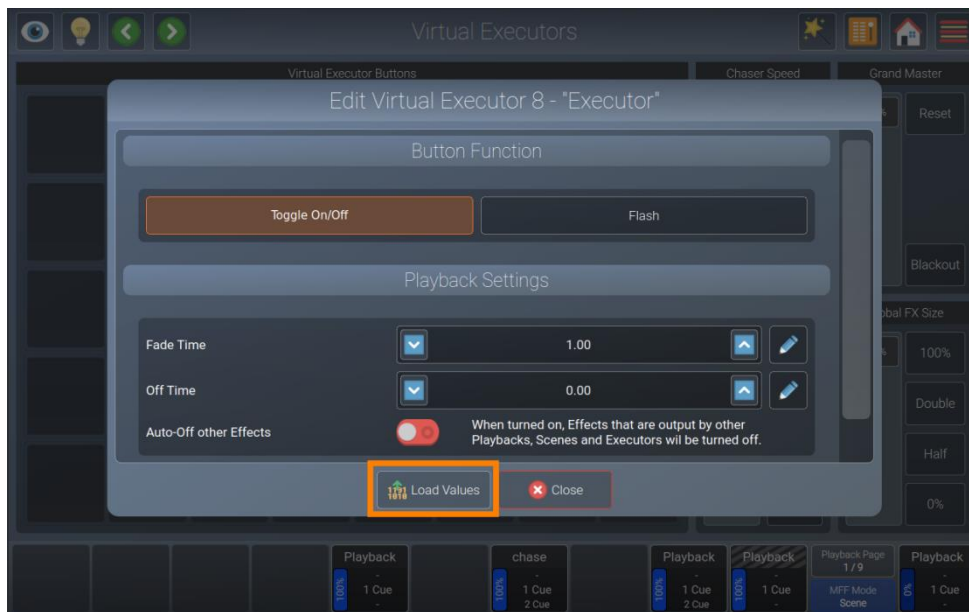 Virtual Executors
Virtual Executor Buttons
Chaser Speed
Grand Master
Edit Virtual Executor 8 - "Executor"
Reset
Button Function
Toggle On/Off
Flash
Blackout
Playback Settings
obal FX Size
Fade Time
1.00
100%
Off Time
0.00
Double
Auto-Off other Effects
When turned on, Effects that are output by other
Playbacks, Scenes and Executors will be turned off.
Half
Load Values
Close
0%
Playback
-
100%
1 Cue
-
chase
-
100%
1 Cue
2 Cue
Playback
-
100%
1 Cue
2 Cue
Playback
-
100%
1 Cue
-
Playback Page
1 / 9
MFF Mode
Scene
Playback
-
0%
1 Cue
-